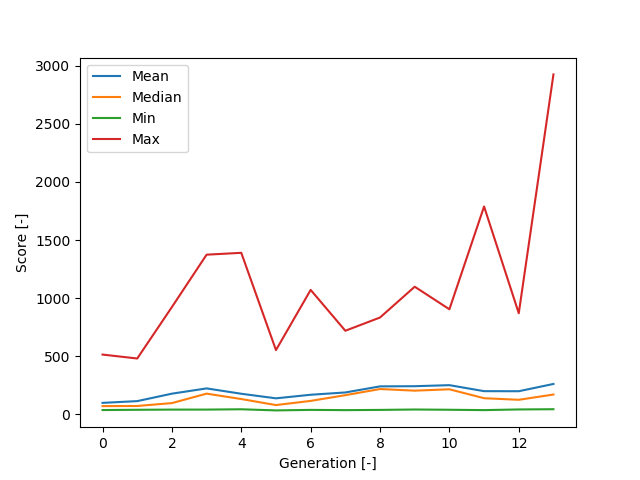 3000
2500
2000
1500
1000
500
0
Score [-]
Mean
Median
Min
Max
0 2 4 6 8 10 12
Generation [-]